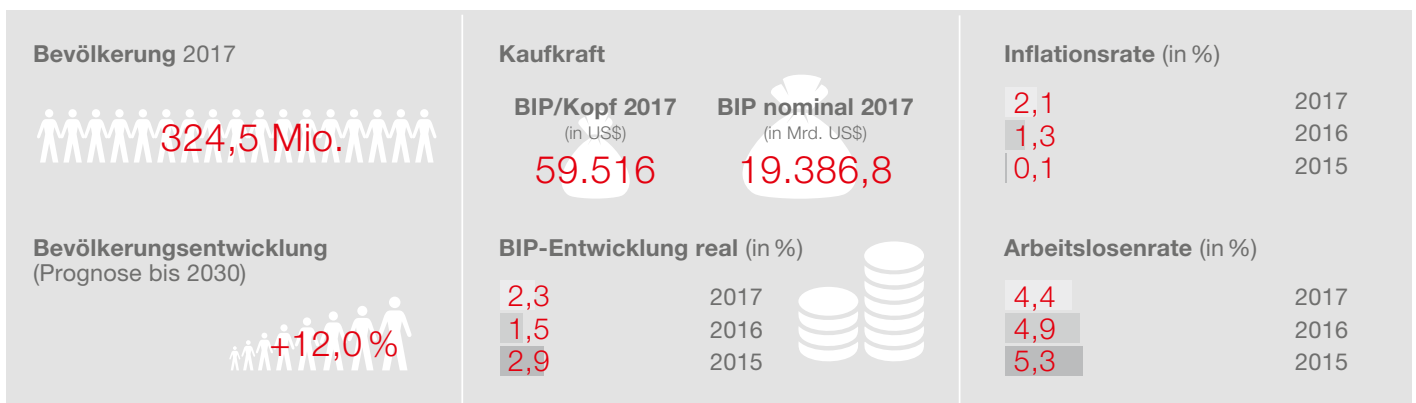 Bevölkerung 2017
324,5 Mio.
Bevölkerungsentwicklung
(Prognose bis 2030)
+12,0 %
Kaufkraft
BIP/Kopf 2017
(in US$)
59.516
BIP nominal 2017
(in Mrd. US$)
19.386,8
BIP-Entwicklung real (in %)
2,3 2017
1,5 2016
2,9 2015
Inflationsrate (in %)
2,1 2017
1,3 2016
0,1 2015
Arbeitslosenrate (in %)
4,4 2017
4,9 2016
5,3 2015